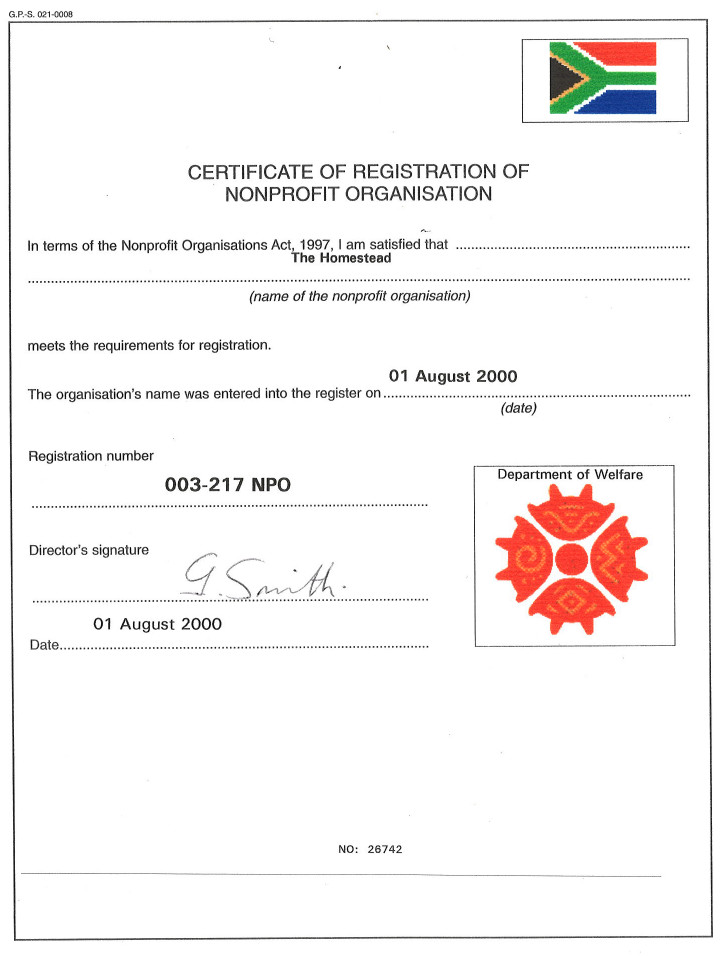 G.P.-S. 021-0008
CERTIFICATE OF REGISTRATION OF
NONPROFIT ORGANISATION
In terms of the Nonprofit Organisations Act, 1997, I am satisfied that
The Homestead
(name of the nonprofit organisation)
meets the requirements for registration.
01 August 2000
The organisation's name was entered into the register on
(date)
Registration number
003-217 NPO
Department of Welfare
Director's signature
G. Smith.
01 August 2000
Date
NO: 26742